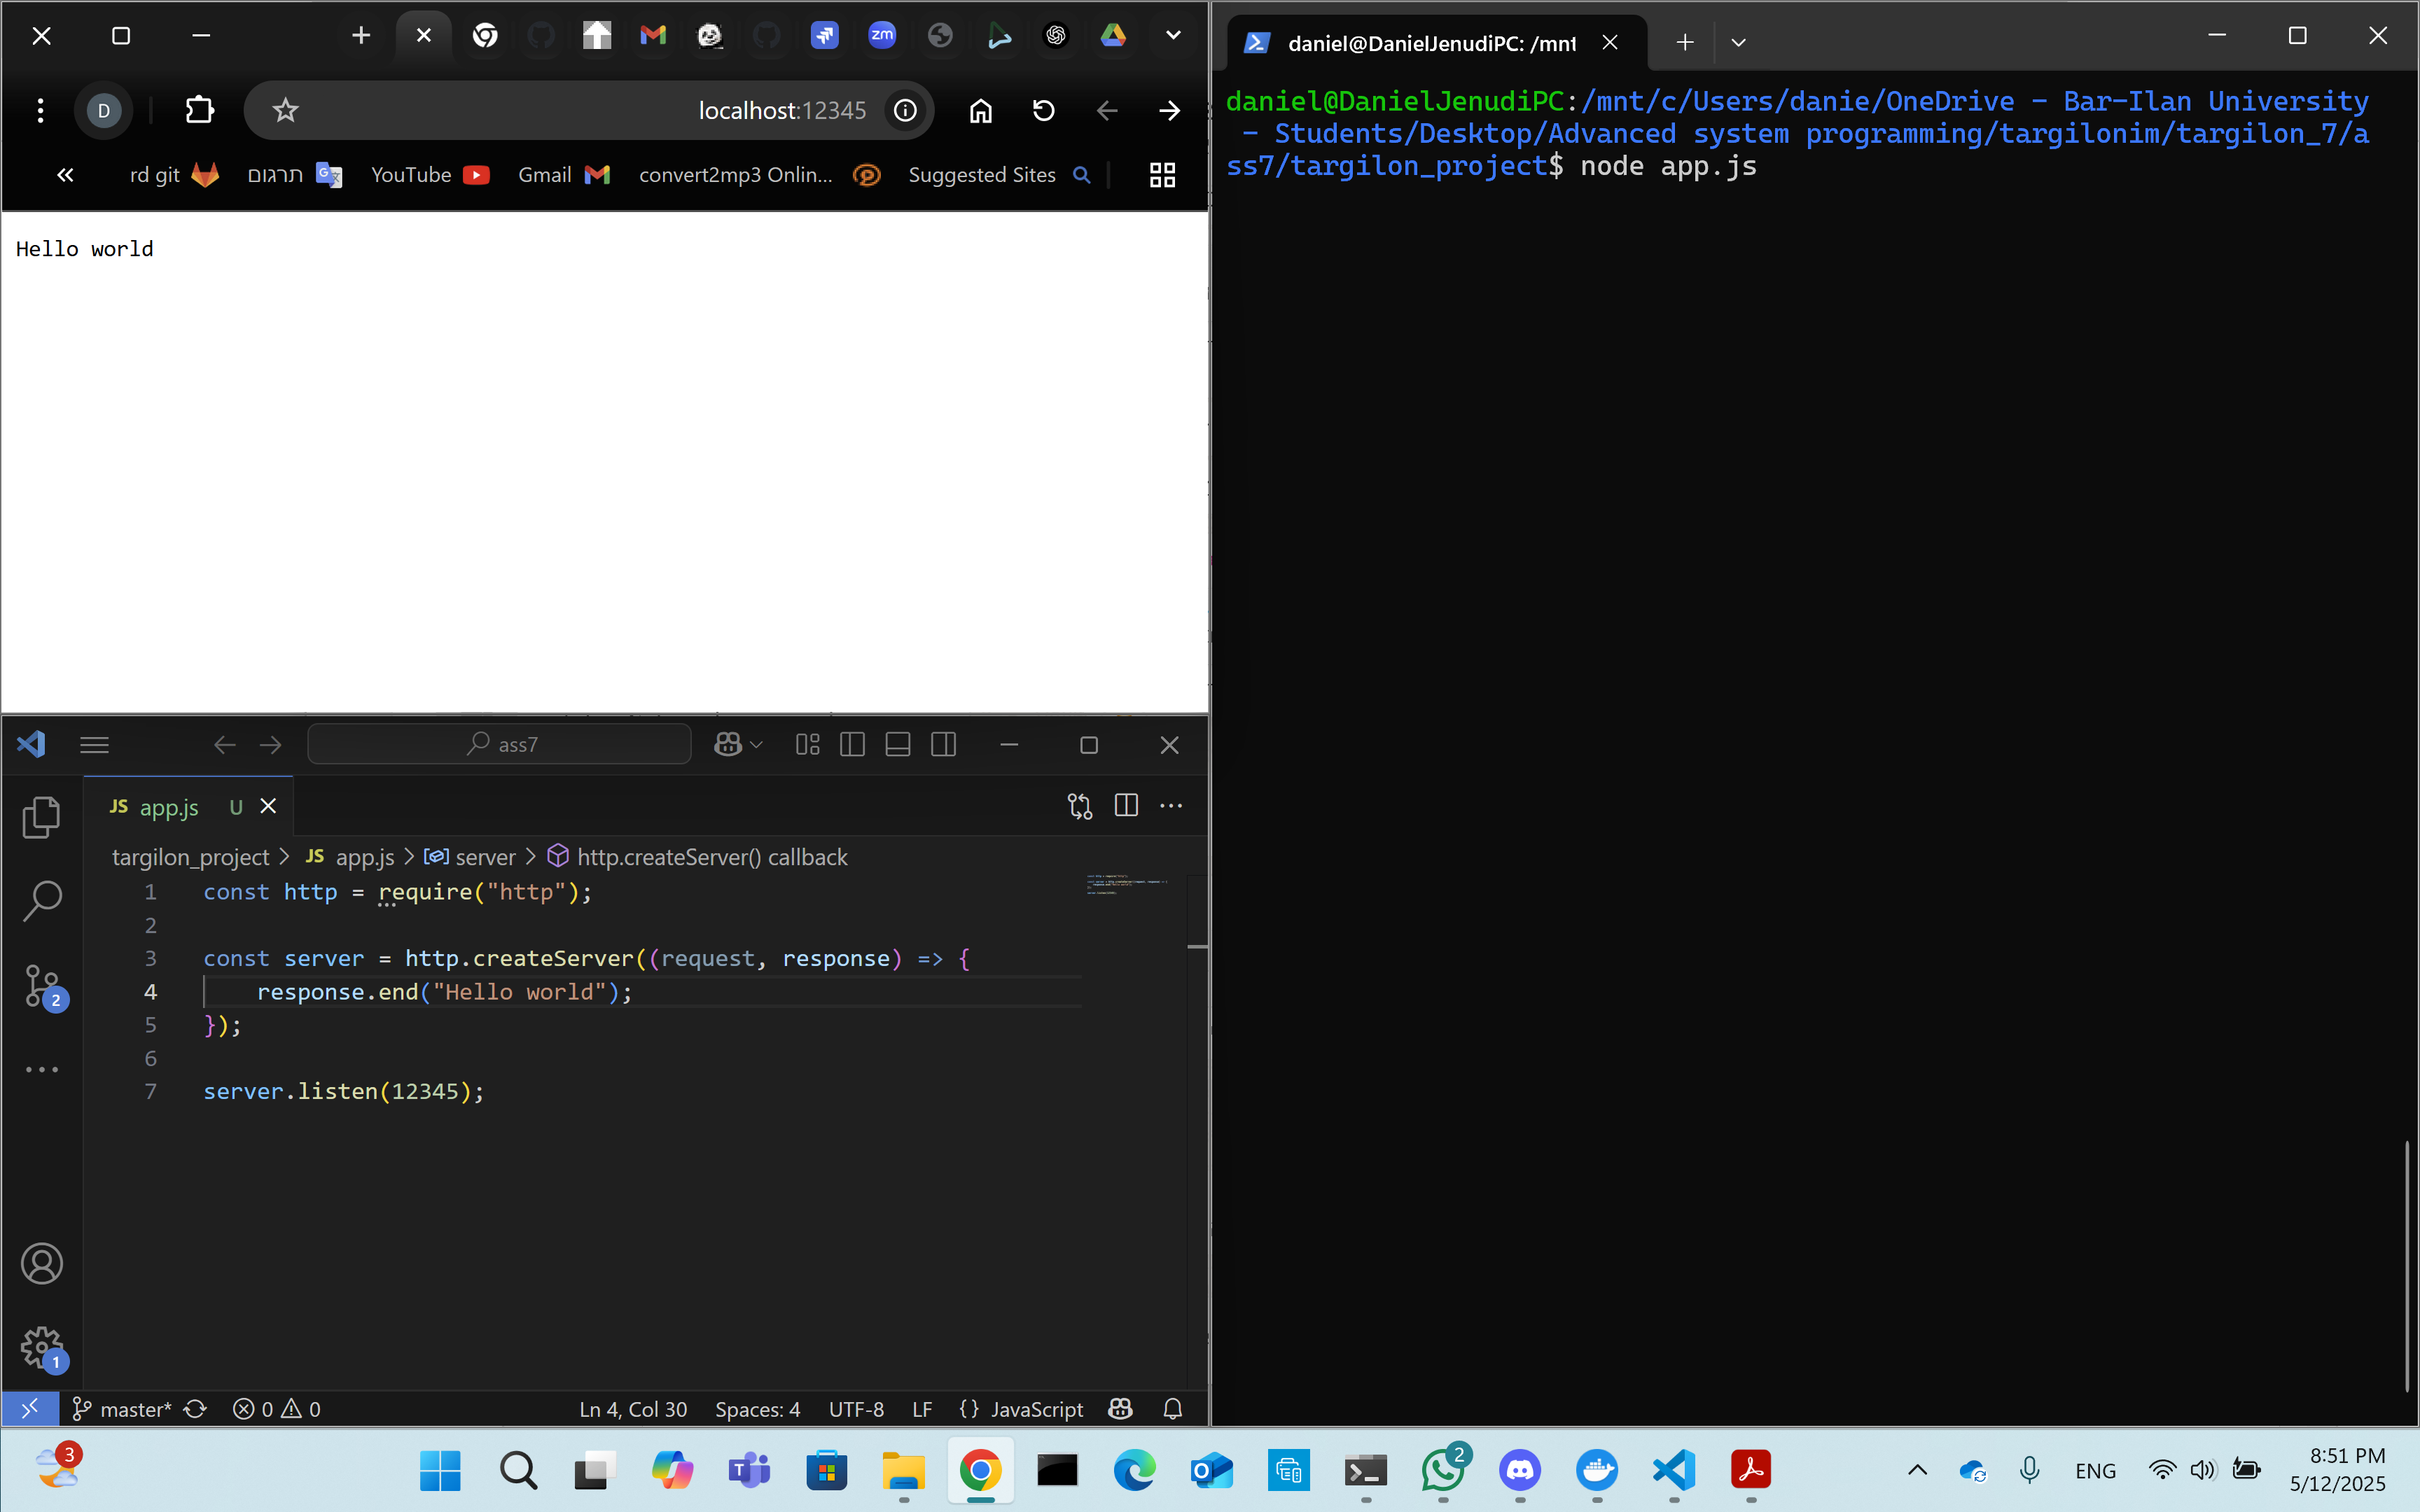 zm
D
localhost:12345
rd git
תרגום
YouTube
Gmail
convert2mp3 Onlin...
Suggested Sites
Hello world
daniel@DanielJenudiPC: /mnt
daniel@DanielJenudiPC:/mnt/c/Users/danie/OneDrive - Bar-Ilan University
- Students/Desktop/Advanced system programming/targilonim/targilon_7/a
ss7/targilon_project$ node app.js
ass7
JS app.js U
targilon_project > JS app.js > server > http.createServer() callback
1 const http = require("http");
2
3 const server = http.createServer((request, response) => {
4 response.end("Hello world");
5 });
6
7 server.listen(12345);
2
1
master* 0 0 Ln 4, Col 30 Spaces: 4 UTF-8 LF {} JavaScript
3
2
ENG
8:51 PM
5/12/2025